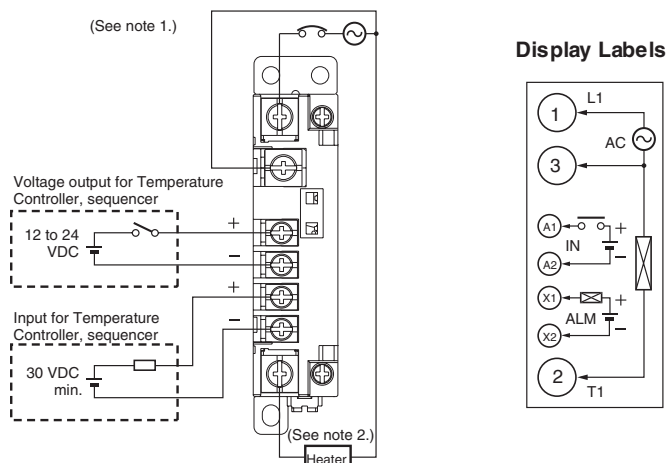 (See note 1.)
Voltage output for Temperature
Controller, sequencer
12 to 24
VDC
+
−
+
−
Input for Temperature
Controller, sequencer
30 VDC
min.
(See note 2.)
Heater
Display Labels
1
L1
AC
3
A1
+
IN
−
A2
X1
+
ALM
−
X2
2
T1